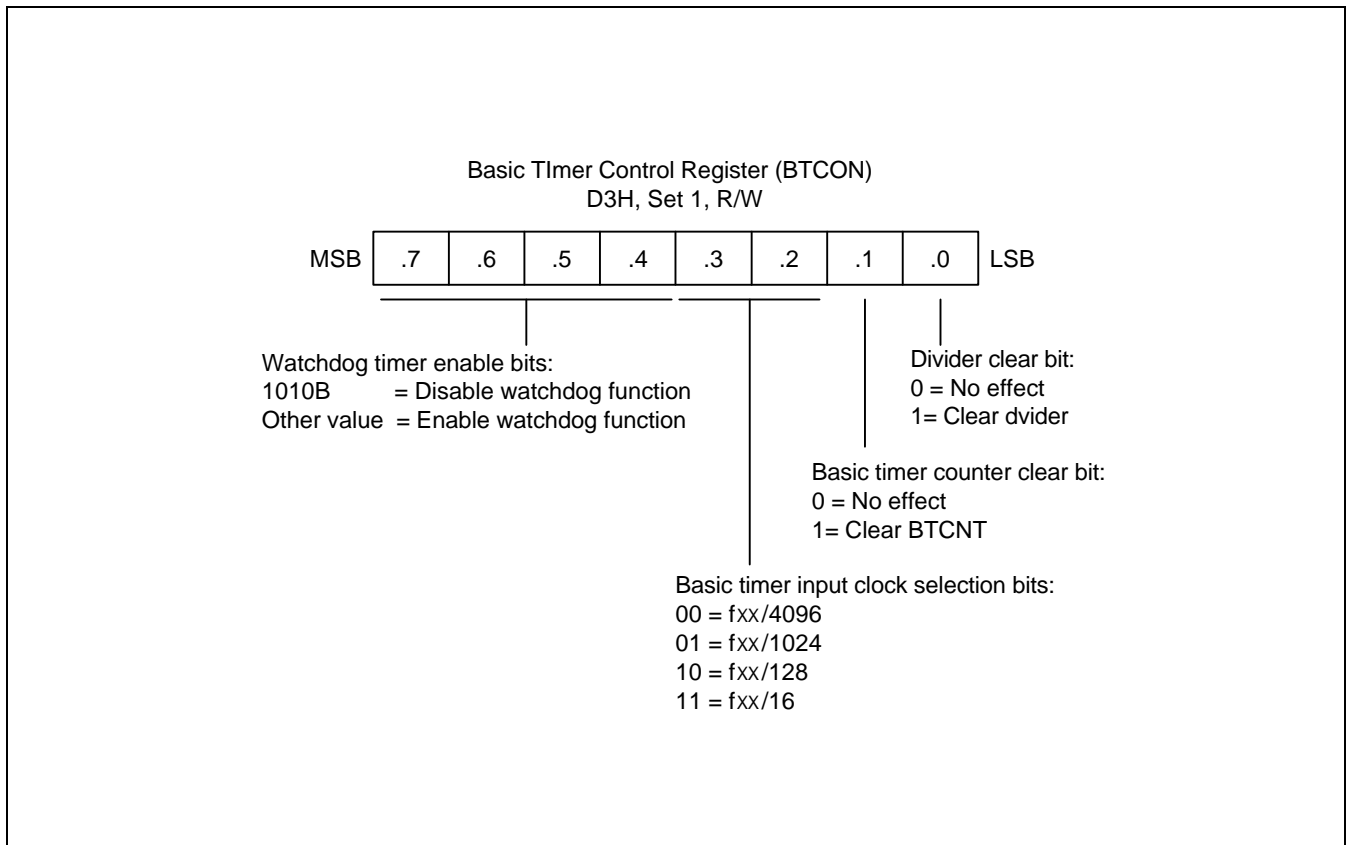 Basic TImer Control Register (BTCON)
D3H, Set 1, R/W
MSB .7 .6 .5 .4 .3 .2 .1 .0 LSB
Watchdog timer enable bits:
1010B = Disable watchdog function
Other value = Enable watchdog function
Divider clear bit:
0 = No effect
1= Clear dvider
Basic timer counter clear bit:
0 = No effect
1= Clear BTCNT
Basic timer input clock selection bits:
00 = fxx/4096
01 = fxx/1024
10 = fxx/128
11 = fxx/16